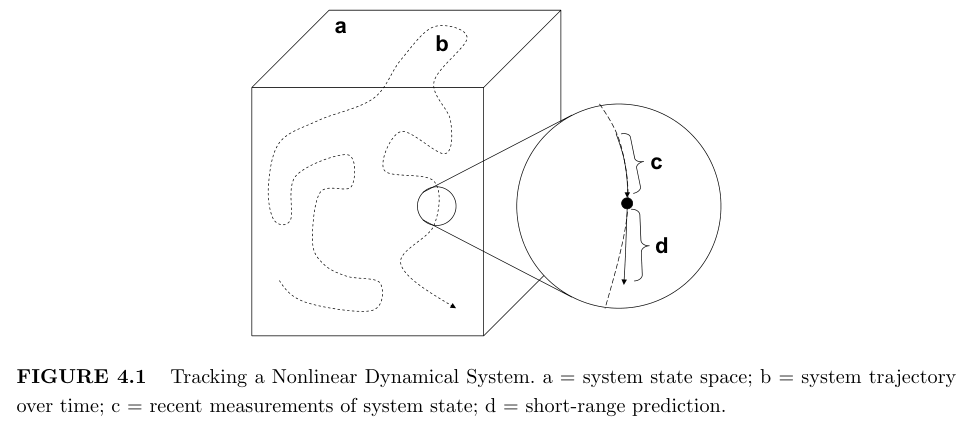 a
b
c
d
FIGURE 4.1 Tracking a Nonlinear Dynamical System. a = system state space; b = system trajectory
over time; c = recent measurements of system state; d = short-range prediction.